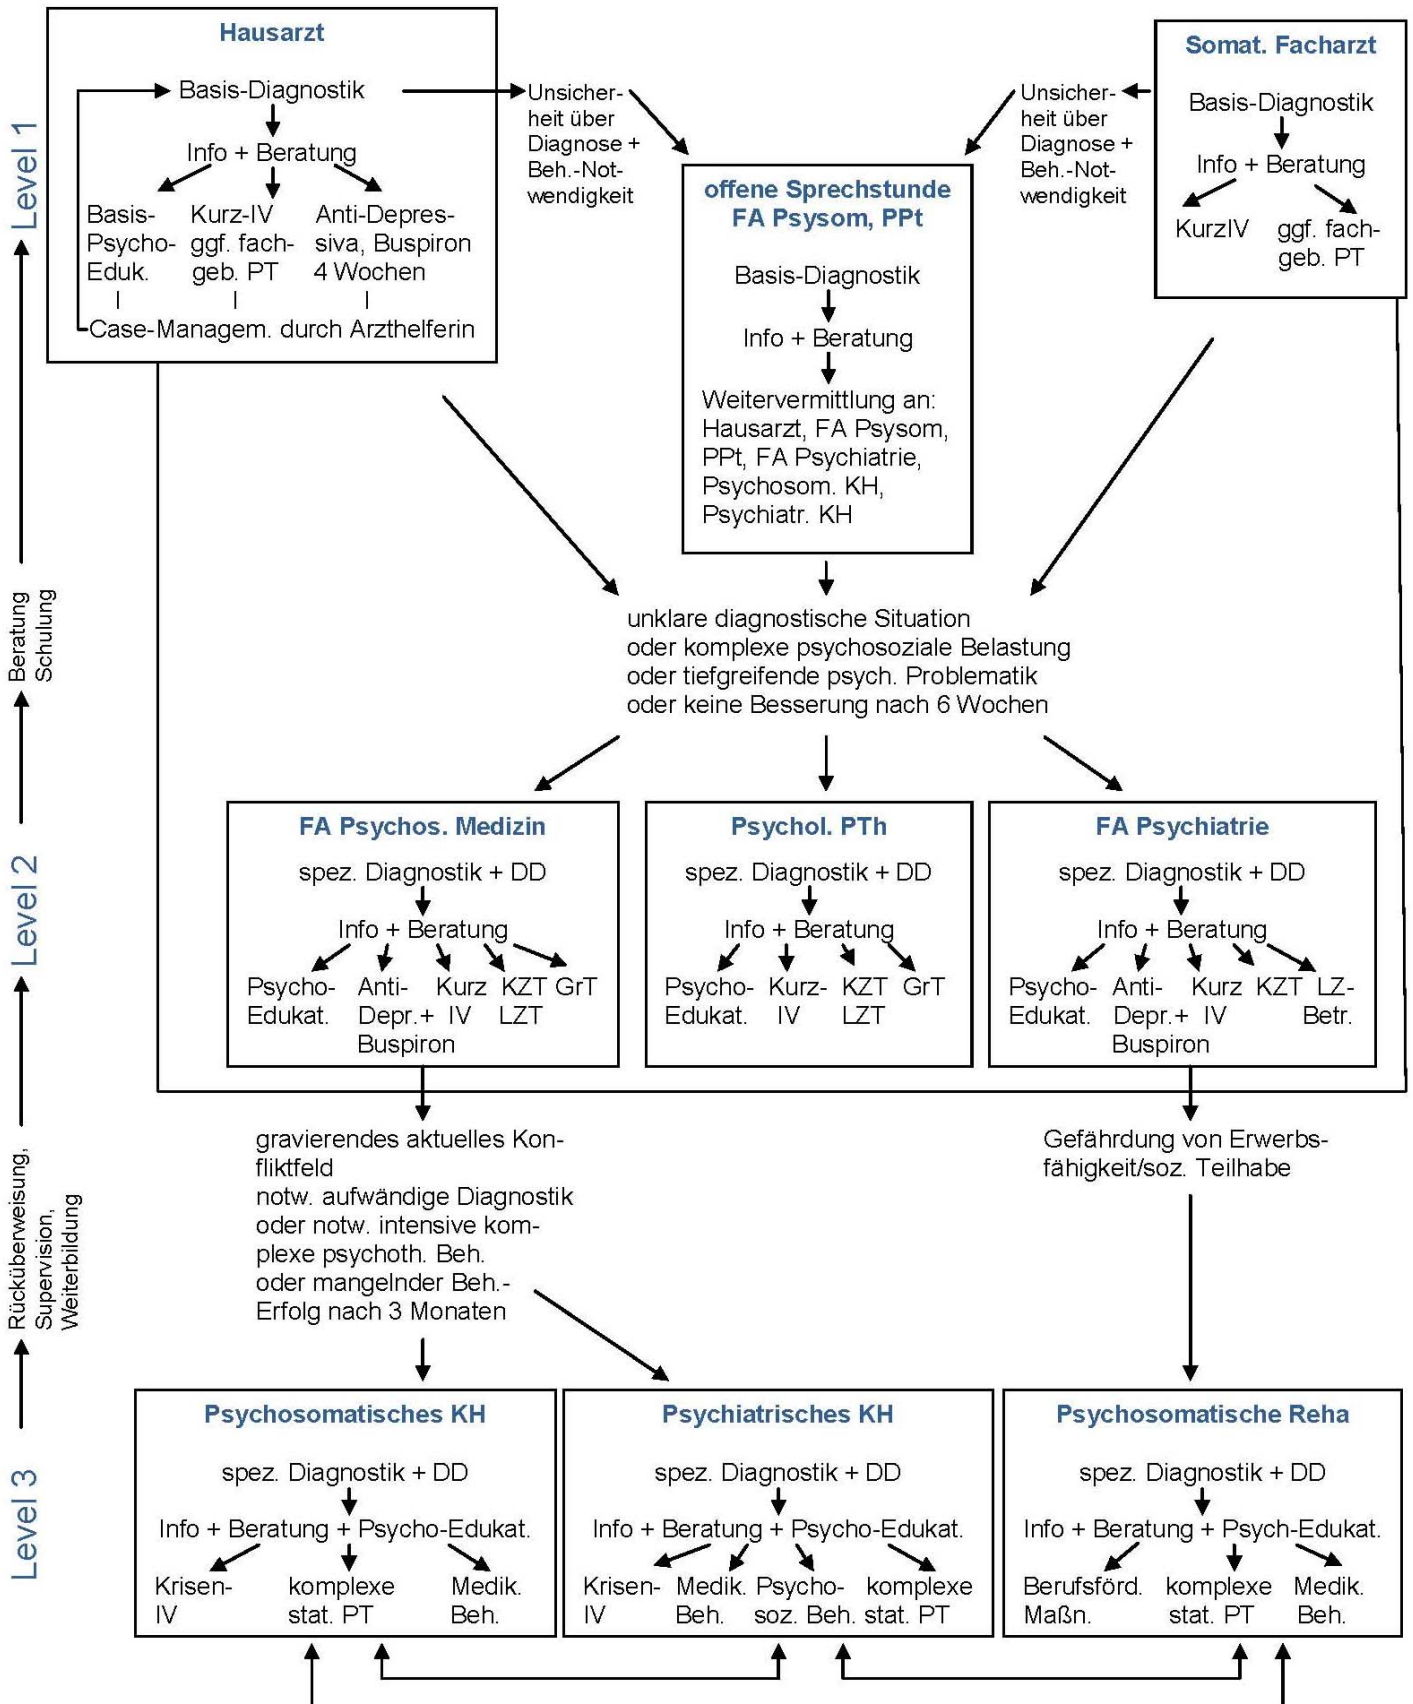 Hausarzt
Basis-Diagnostik
Info + Beratung
Basis-
Psycho-
Eduk.
Kurz-IV
ggf. fach-
geb. PT
Anti-Depres-
siva, Buspiron
4 Wochen
Case-Managem. durch Arzthelferin
Unsicher-
heit über
Diagnose +
Beh.-Not-
wendigkeit
offene Sprechstunde
FA Psysom, PPt
Basis-Diagnostik
Info + Beratung
Weitervermittlung an:
Hausarzt, FA Psysom,
PPt, FA Psychiatrie,
Psychosom. KH,
Psychiatr. KH
Unsicher-
heit über
Diagnose +
Beh.-Not-
wendigkeit
Somat. Facharzt
Basis-Diagnostik
Info + Beratung
KurzIV
ggf. fach-
geb. PT
Level 1
Beratung
Schulung
unklare diagnostische Situation
oder komplexe psychosoziale Belastung
oder tiefgreifende psych. Problematik
oder keine Besserung nach 6 Wochen
Level 2
FA Psychos. Medizin
spez. Diagnostik + DD
Info + Beratung
Psycho-
Edukat.
Anti-
Depr.+
Buspiron
Kurz
IV
KZT
LZT
GrT
Psychol. PTh
spez. Diagnostik + DD
Info + Beratung
Psycho-
Edukat.
Kurz-
IV
KZT
LZT
GrT
FA Psychiatrie
spez. Diagnostik + DD
Info + Beratung
Psycho-
Edukat.
Anti-
Depr.+
Buspiron
Kurz
IV
KZT
LZ-
Betr.
Rücküberweisung,
Supervision,
Weiterbildung
gravierendes aktuelles Kon-
fliktfeld
notw. aufwändige Diagnostik
oder notw. intensive kom-
plexe psychoth. Beh.
oder mangelnder Beh.-
Erfolg nach 3 Monaten
Gefährdung von Erwerbs-
fähigkeit/soz. Teilhabe
Level 3
Psychosomatisches KH
spez. Diagnostik + DD
Info + Beratung + Psycho-Edukat.
Krisen-
IV
komplexe
stat. PT
Medik.
Beh.
Psychiatrisches KH
spez. Diagnostik + DD
Info + Beratung + Psycho-Edukat.
Krisen-
IV
Medik.
Beh.
Psycho-
soz. Beh.
komplexe
stat. PT
Psychosomatische Reha
spez. Diagnostik + DD
Info + Beratung + Psych-Edukat.
Berufsförd.
Maßn.
komplexe
stat. PT
Medik.
Beh.